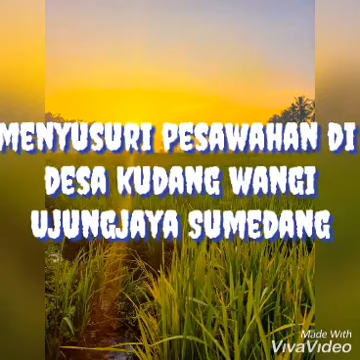 MENYUSURI PESAWAHAN DI
DESA KUDANG WANGI
UJUNGJAYA SUMEDANG
Made With
VivaVideo